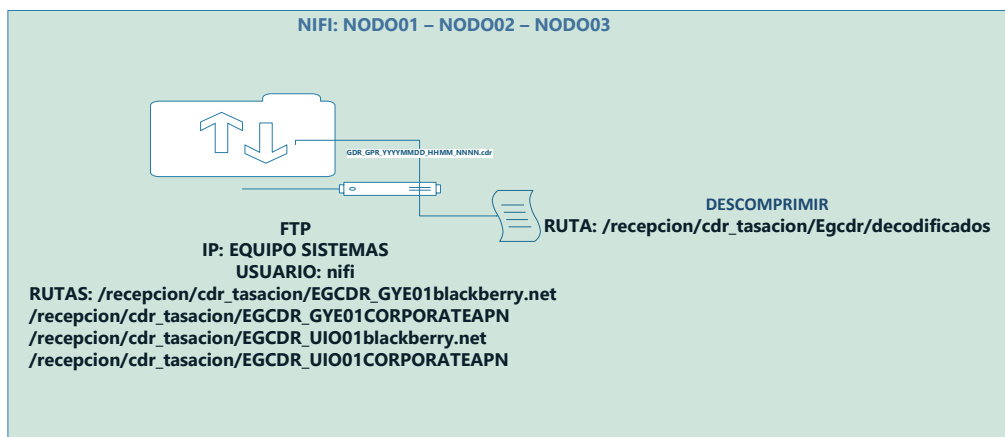 NIFI: NODO01 – NODO02 – NODO03
GDR_GPR_YYYYMMDD_HHMM_NNNN.cdr
DESCOMPRIMIR
RUTA: /recepcion/cdr_tasacion/Egcdr/decodificados
FTP
IP: EQUIPO SISTEMAS
USUARIO: nifi
RUTAS: /recepcion/cdr_tasacion/EGCDR_GYE01blackberry.net
/recepcion/cdr_tasacion/EGCDR_GYE01CORPORATEAPN
/recepcion/cdr_tasacion/EGCDR_UIO01blackberry.net
/recepcion/cdr_tasacion/EGCDR_UIO01CORPORATEAPN